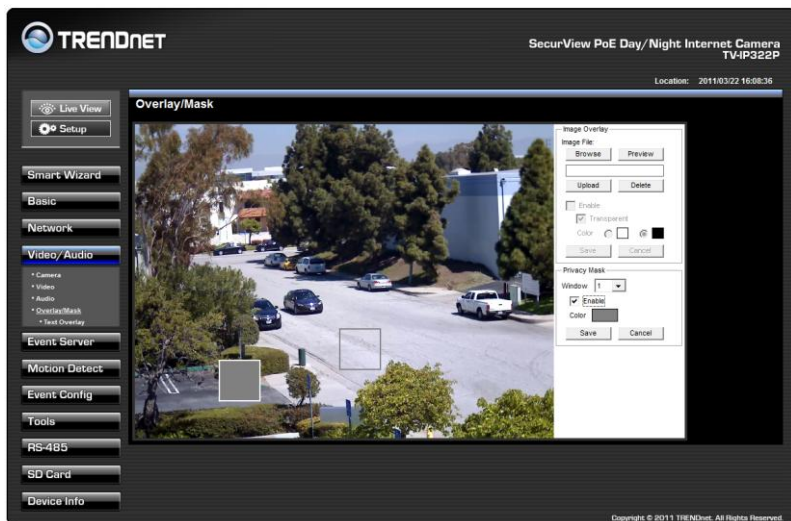 TRENDNET
SecurView PoE Day/Night Internet Camera
TV-IP322P
Location: 2011/03/22 16:08:36
Live View
Setup
Overlay/Mask
Smart Wizard
Basic
Network
Video/Audio
• Camera
• Video
• Audio
• Overlay/Mask
• Text Overlay
Event Server
Motion Detect
Event Config
Tools
RS-485
SD Card
Device Info
Image Overlay
Image File:
Browse Preview
Upload Delete
Enable
Transparent
Color
Save Cancel
Privacy Mask
Window 1
Enable
Color
Save Cancel
Copyright © 2011 TRENDnet. All Rights Reserved.